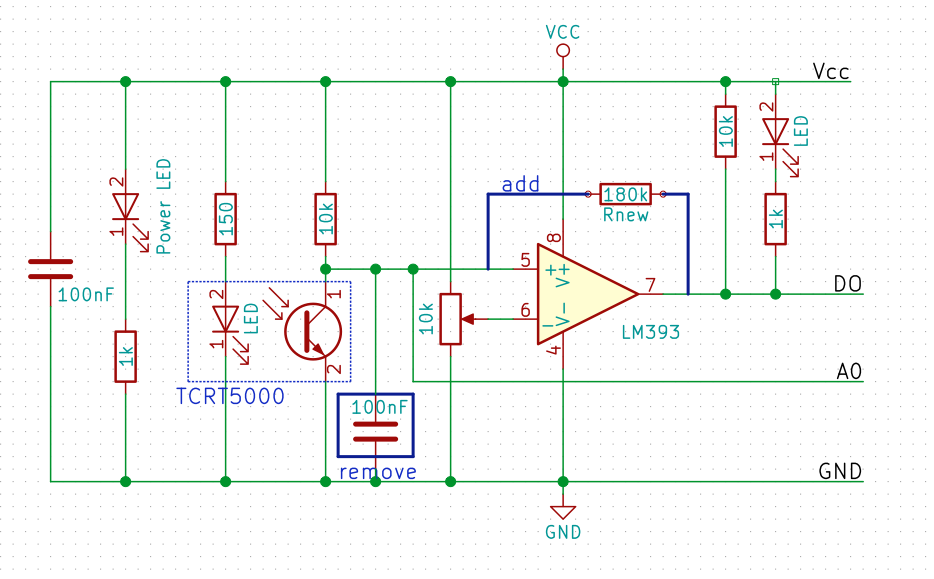 VCC
Vcc
2
1
Power LED
150
10k
10k
2
1
LED
1k
add
180k
Rnew
8
5
+
+
V
6
−
V
−
4
7
LM393
DO
100nF
1k
2
1
LED
1
2
TCRT5000
10k
A0
100nF
remove
GND
GND